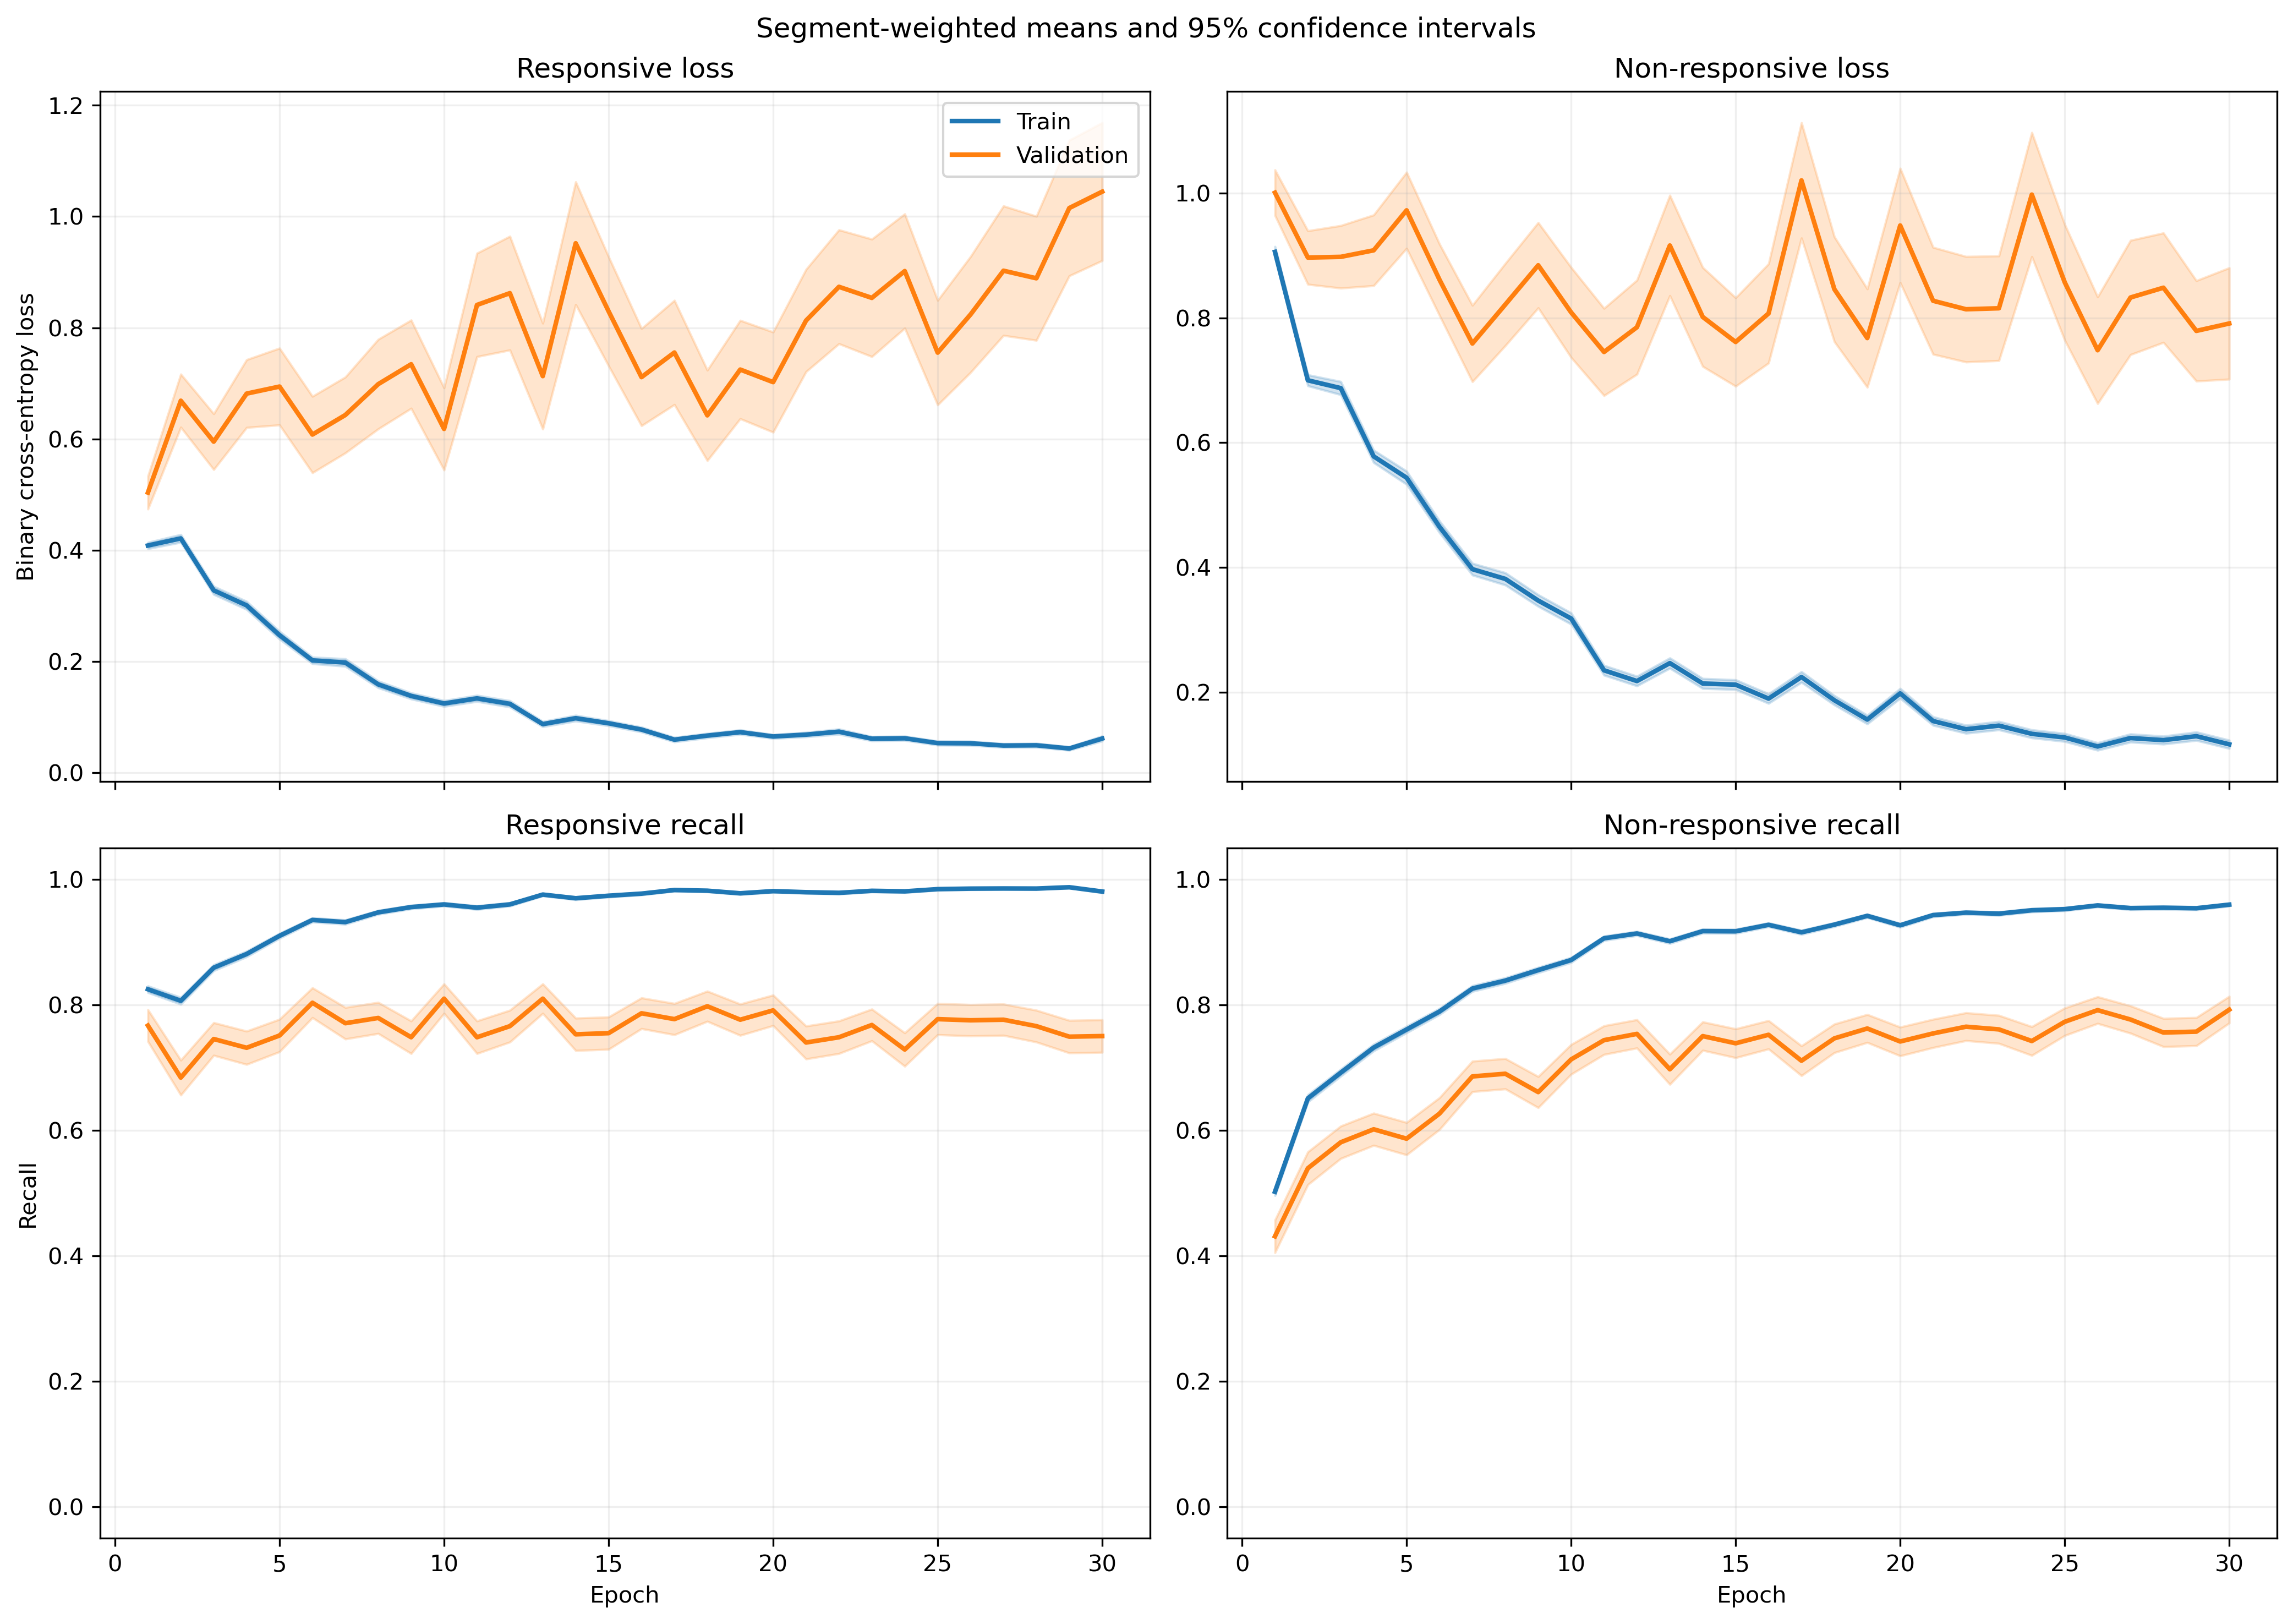 Segment-weighted means and 95% confidence intervals
Responsive loss
Non-responsive loss
Train
Validation
Binary cross-entropy loss
1.2
1.0
0.8
0.6
0.4
0.2
0.0
1.0
0.8
0.6
0.4
0.2
Responsive recall
Non-responsive recall
Recall
1.0
0.8
0.6
0.4
0.2
0.0
1.0
0.8
0.6
0.4
0.2
0.0
0 5 10 15 20 25 30
0 5 10 15 20 25 30
Epoch
Epoch